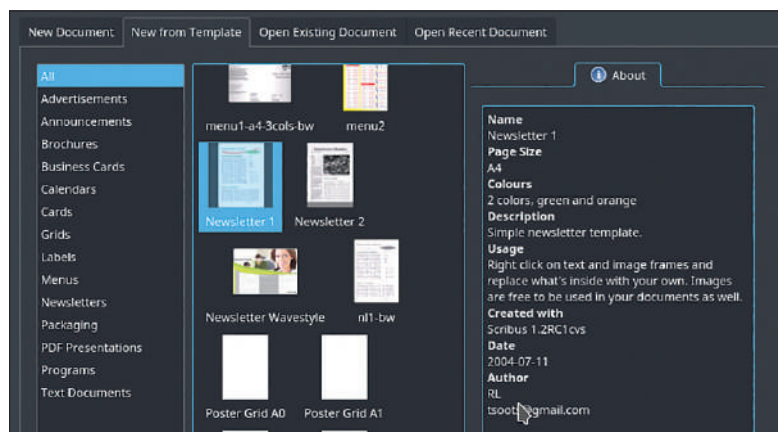 New Document New from Template Open Existing Document Open Recent Document
All
Advertisements
Announcements
Brochures
Business Cards
Calendars
Cards
Grids
Labels
Menus
Newsletters
Packaging
PDF Presentations
Programs
Text Documents
menu1-a4-3cols-bw menu2
Newsletter 1 Newsletter 2
Newsletter Wavestyle nl1-bw
Poster Grid A0 Poster Grid A1
About
Name
Newsletter 1
Page Size
A4
Colours
2 colors, green and orange
Description
Simple newsletter template.
Usage
Right click on text and image frames and
replace what's inside with your own. Images
are free to be used in your documents as well.
Created with
Scribus 1.2RC1cvs
Date
2004-07-11
Author
RL